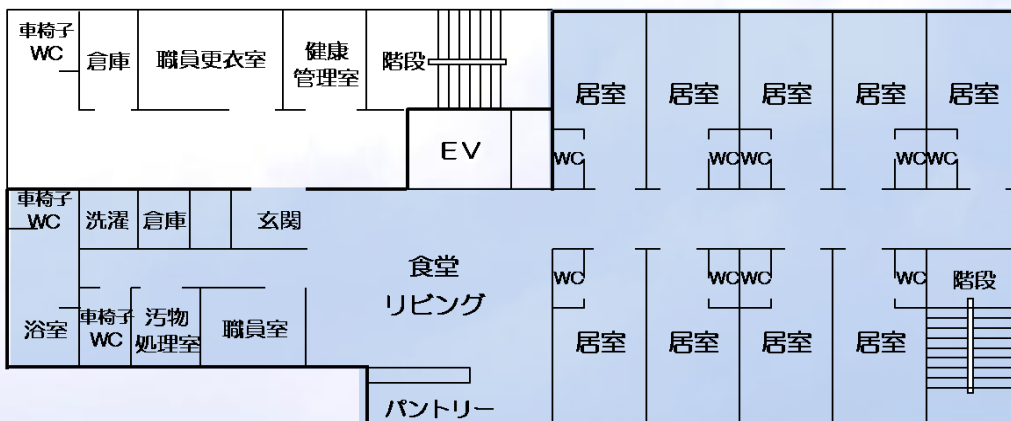 車椅子
WC
倉庫
職員更衣室
健康
管理室
階段
居室
居室
居室
居室
居室
EV
WC
WC
WC
WC
WC
車椅子
WC
洗濯
倉庫
玄関
食堂
リビング
WC
WC
WC
WC
階段
浴室
車椅子
WC
汚物
処理室
職員室
居室
居室
居室
居室
パントリー